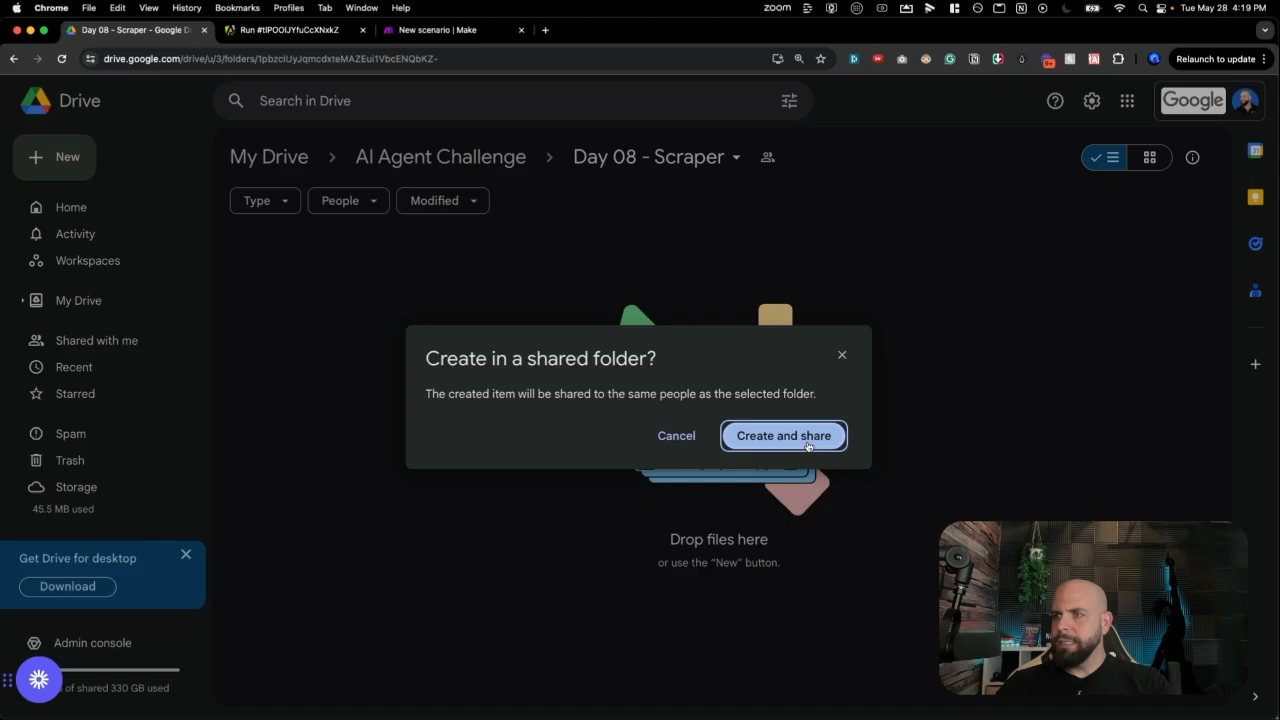 Chrome File Edit View History Bookmarks Profiles Tab Window Help zoom Tue May 28 4:19 PM
Day 08 - Scraper - Google D Run #tIPOOIJYfuCcXNxkZ New scenario | Make
drive.google.com/drive/u/3/folders/1pbzciUyJqmcdxteMAZEui1VbcENQbKZ- 9+ Relaunch to update
Drive
Search in Drive
Google
New
My Drive > AI Agent Challenge > Day 08 - Scraper
Type People Modified
Home
Activity
Workspaces
My Drive
Shared with me
Recent
Starred
Spam
Trash
Storage
45.5 MB used
Get Drive for desktop
Download
Admin console
of shared 330 GB used
Create in a shared folder?
The created item will be shared to the same people as the selected folder.
Cancel Create and share
Drop files here
or use the “New” button.